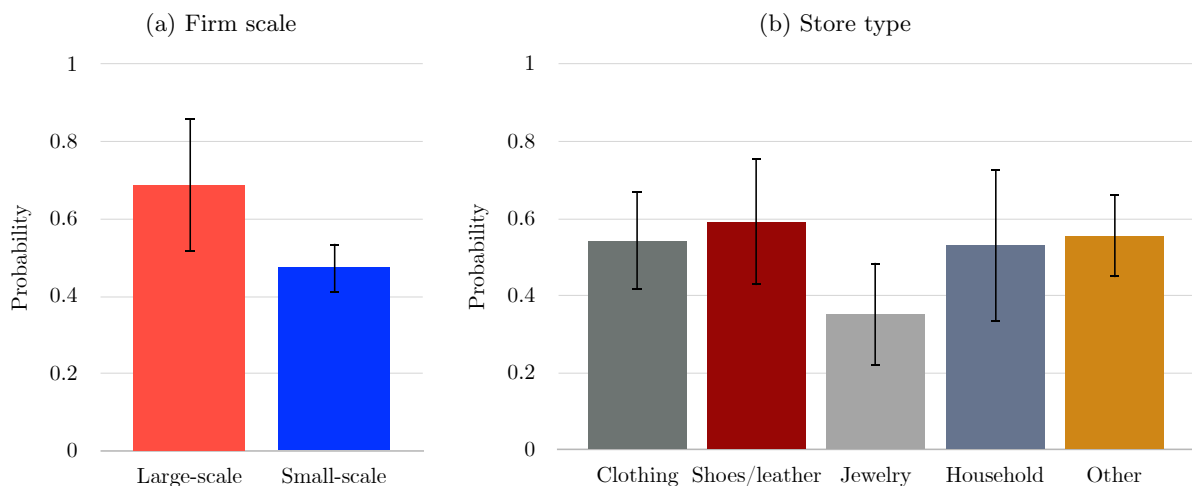 (a) Firm scale
1
0.8
0.6
0.4
0.2
0
Probability
Large-scale Small-scale
(b) Store type
1
0.8
0.6
0.4
0.2
0
Probability
Clothing Shoes/leather Jewelry Household Other